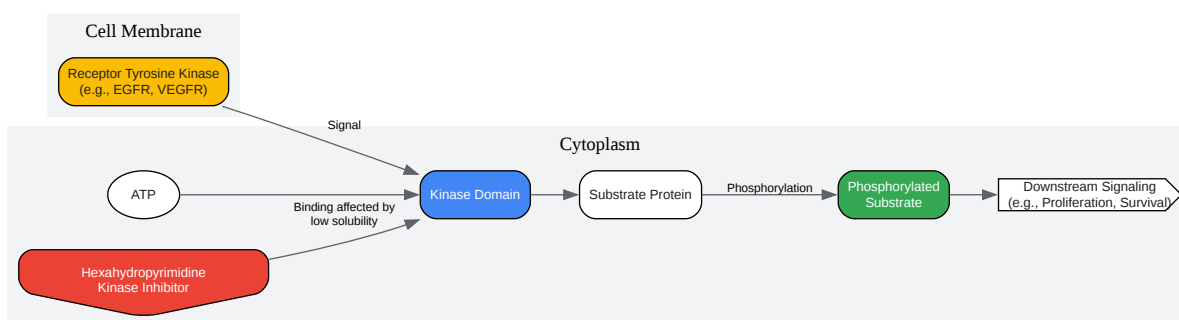 Cell Membrane
Receptor Tyrosine Kinase
(e.g., EGFR, VEGFR)
Signal
Cytoplasm
ATP
Kinase Domain
Substrate Protein
Phosphorylation
Phosphorylated
Substrate
Downstream Signaling
(e.g., Proliferation, Survival)
Binding affected by
low solubility
Hexahydropyrimidine
Kinase Inhibitor